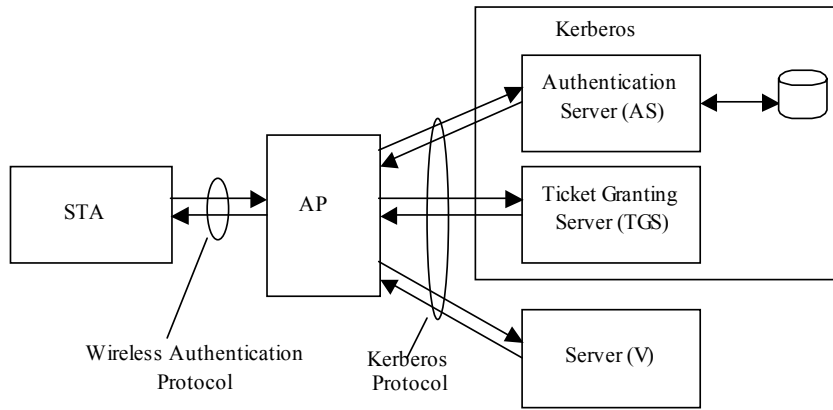 Kerberos
Authentication
Server (AS)
STA
AP
Ticket Granting
Server (TGS)
Wireless Authentication
Protocol
Kerberos
Protocol
Server (V)